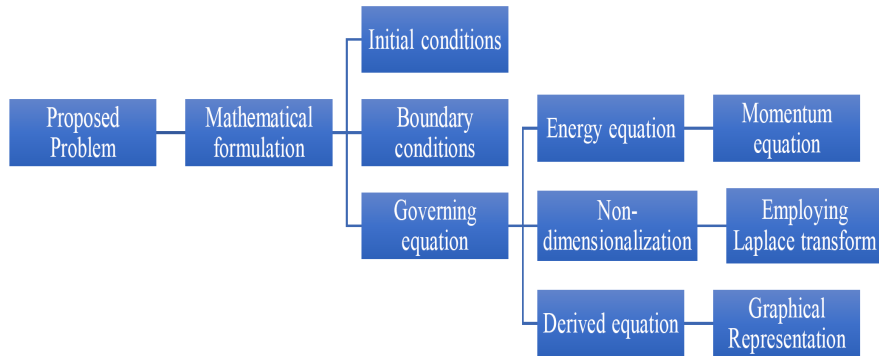 Initial conditions
Proposed
Problem
Mathematical
formulation
Boundary
conditions
Energy equation
Momentum
equation
Governing
equation
Non-
dimensionalization
Employing
Laplace transform
Derived equation
Graphical
Representation